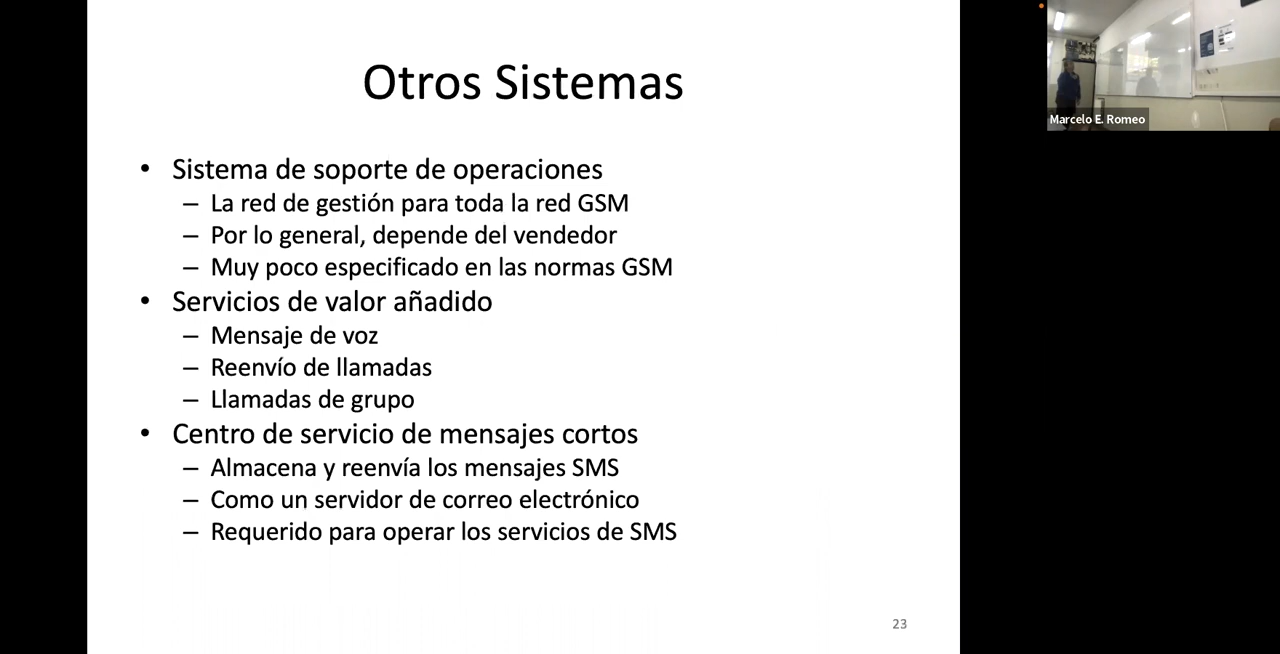 Otros Sistemas
• Sistema de soporte de operaciones
– La red de gestión para toda la red GSM
– Por lo general, depende del vendedor
– Muy poco especificado en las normas GSM
• Servicios de valor añadido
– Mensaje de voz
– Reenvío de llamadas
– Llamadas de grupo
• Centro de servicio de mensajes cortos
– Almacena y reenvía los mensajes SMS
– Como un servidor de correo electrónico
– Requerido para operar los servicios de SMS
23
Marcelo E. Romeo